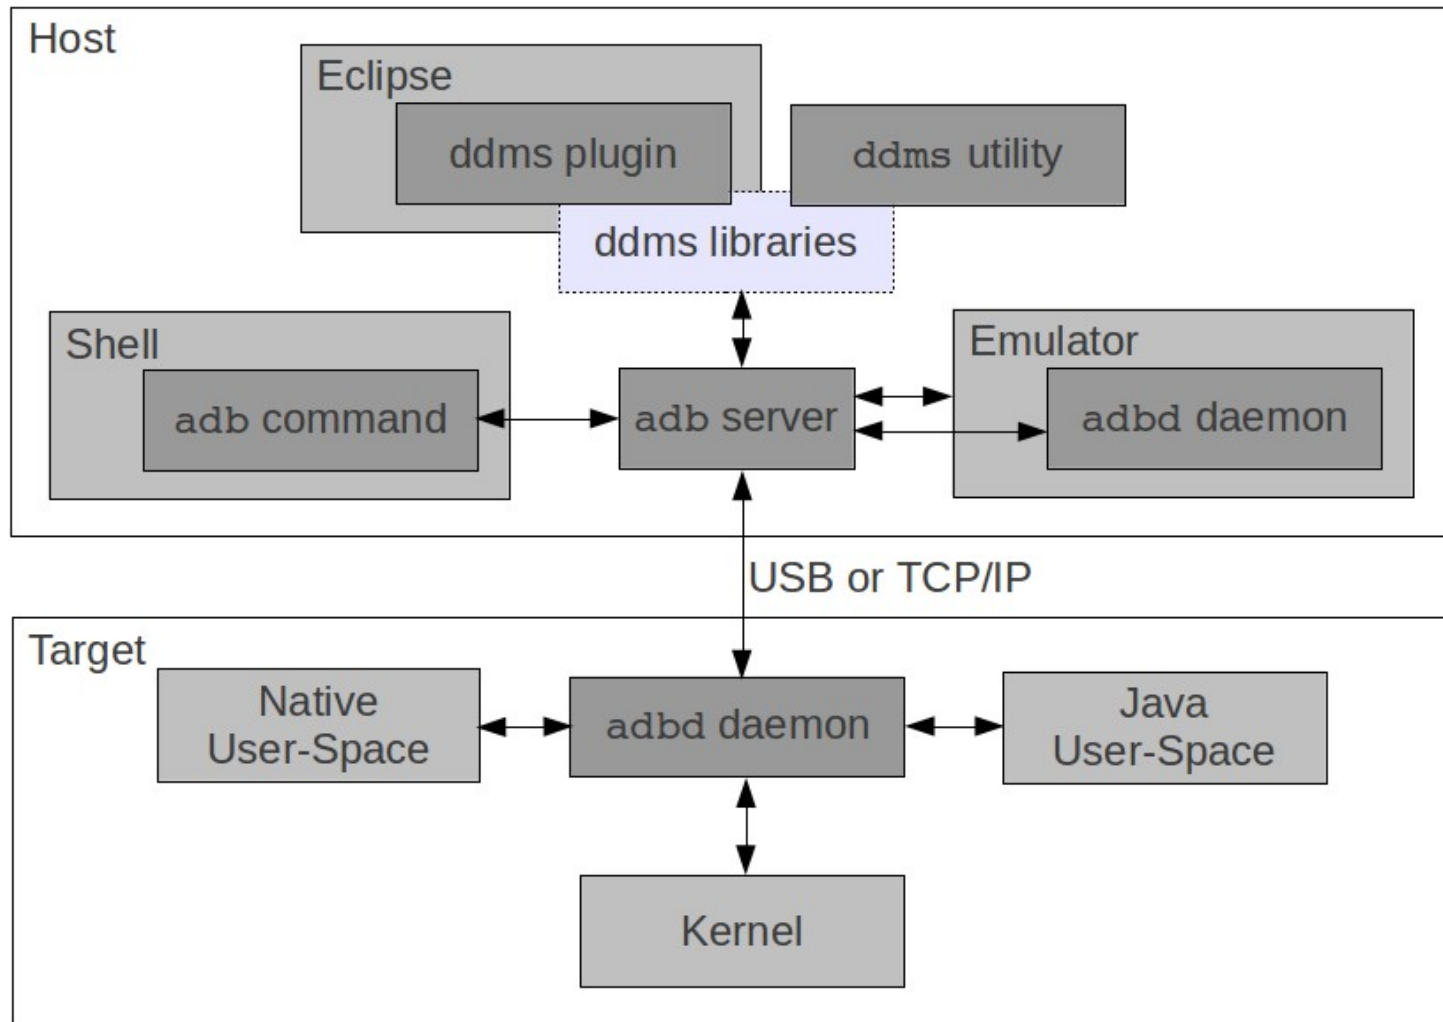 Host
Eclipse
ddms plugin
ddms utility
ddms libraries
Shell
adb command
adb server
Emulator
adbd daemon
USB or TCP/IP
Target
Native
User-Space
adbd daemon
Java
User-Space
Kernel